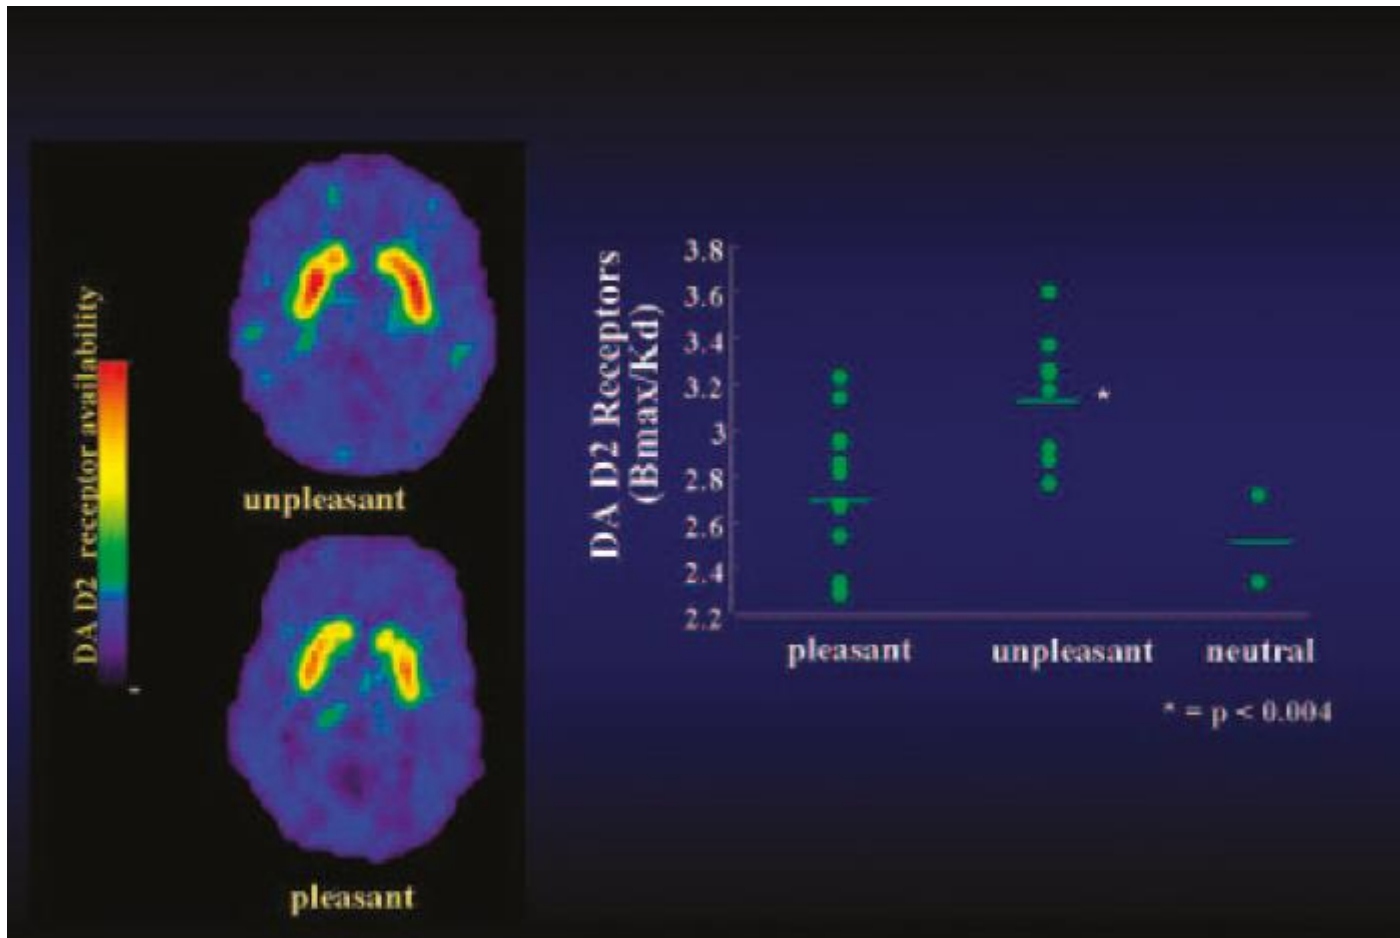 DA D2 receptor availability
unpleasant
pleasant
DA D2 Receptors
(Bmax/Kd)
3.8
3.6
3.4
3.2
3
2.8
2.6
2.4
2.2
*
pleasant unpleasant neutral
* = p < 0.004